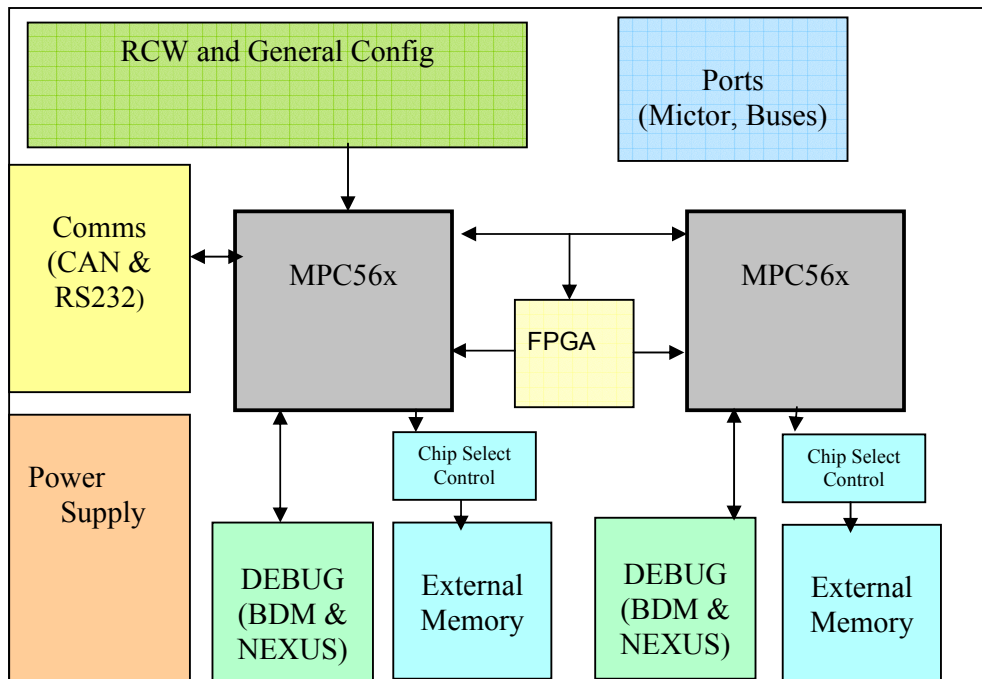 RCW and General Config
Ports
(Mictor, Buses)
Comms
(CAN &
RS232)
MPC56x
MPC56x
FPGA
Chip Select
Control
Chip Select
Control
Power
Supply
DEBUG
(BDM &
NEXUS)
External
Memory
DEBUG
(BDM &
NEXUS)
External
Memory